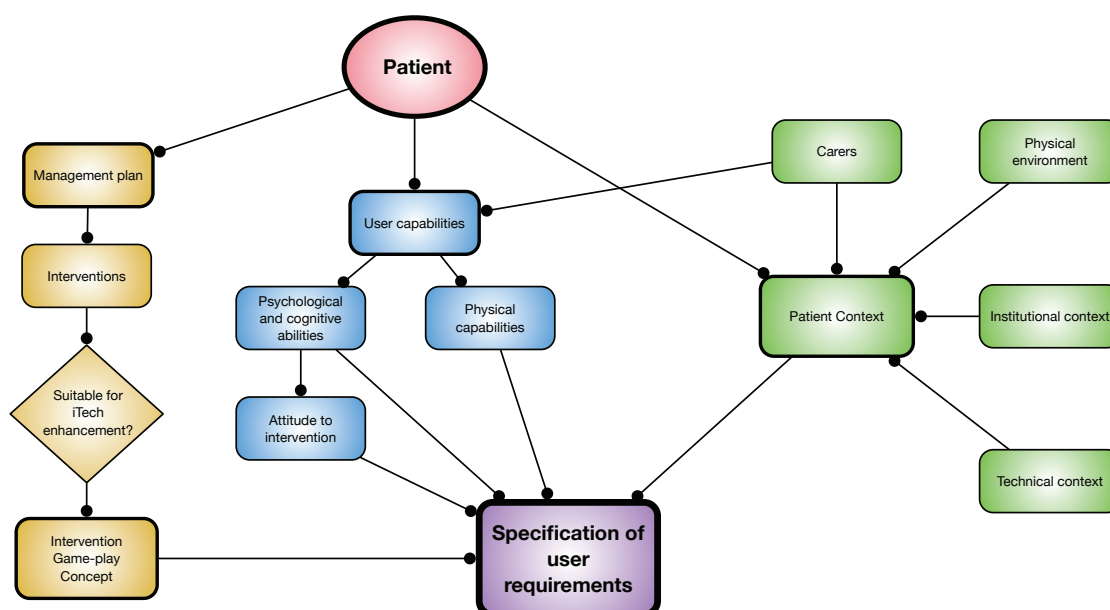 Patient
Carers
Physical
environment
Management plan
User capabilities
Interventions
Psychological
and cognitive
abilities
Physical
capabilities
Patient Context
Institutional context
Suitable for
iTech
enhancement?
Attitude to
intervention
Technical context
Intervention
Game-play
Concept
Specification of
user
requirements